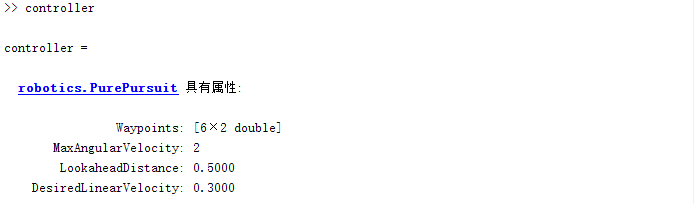 >> controller
controller =
robotics.PurePursuit 具有属性:
Waypoints: [6×2 double]
MaxAngularVelocity: 2
LookaheadDistance: 0.5000
DesiredLinearVelocity: 0.3000